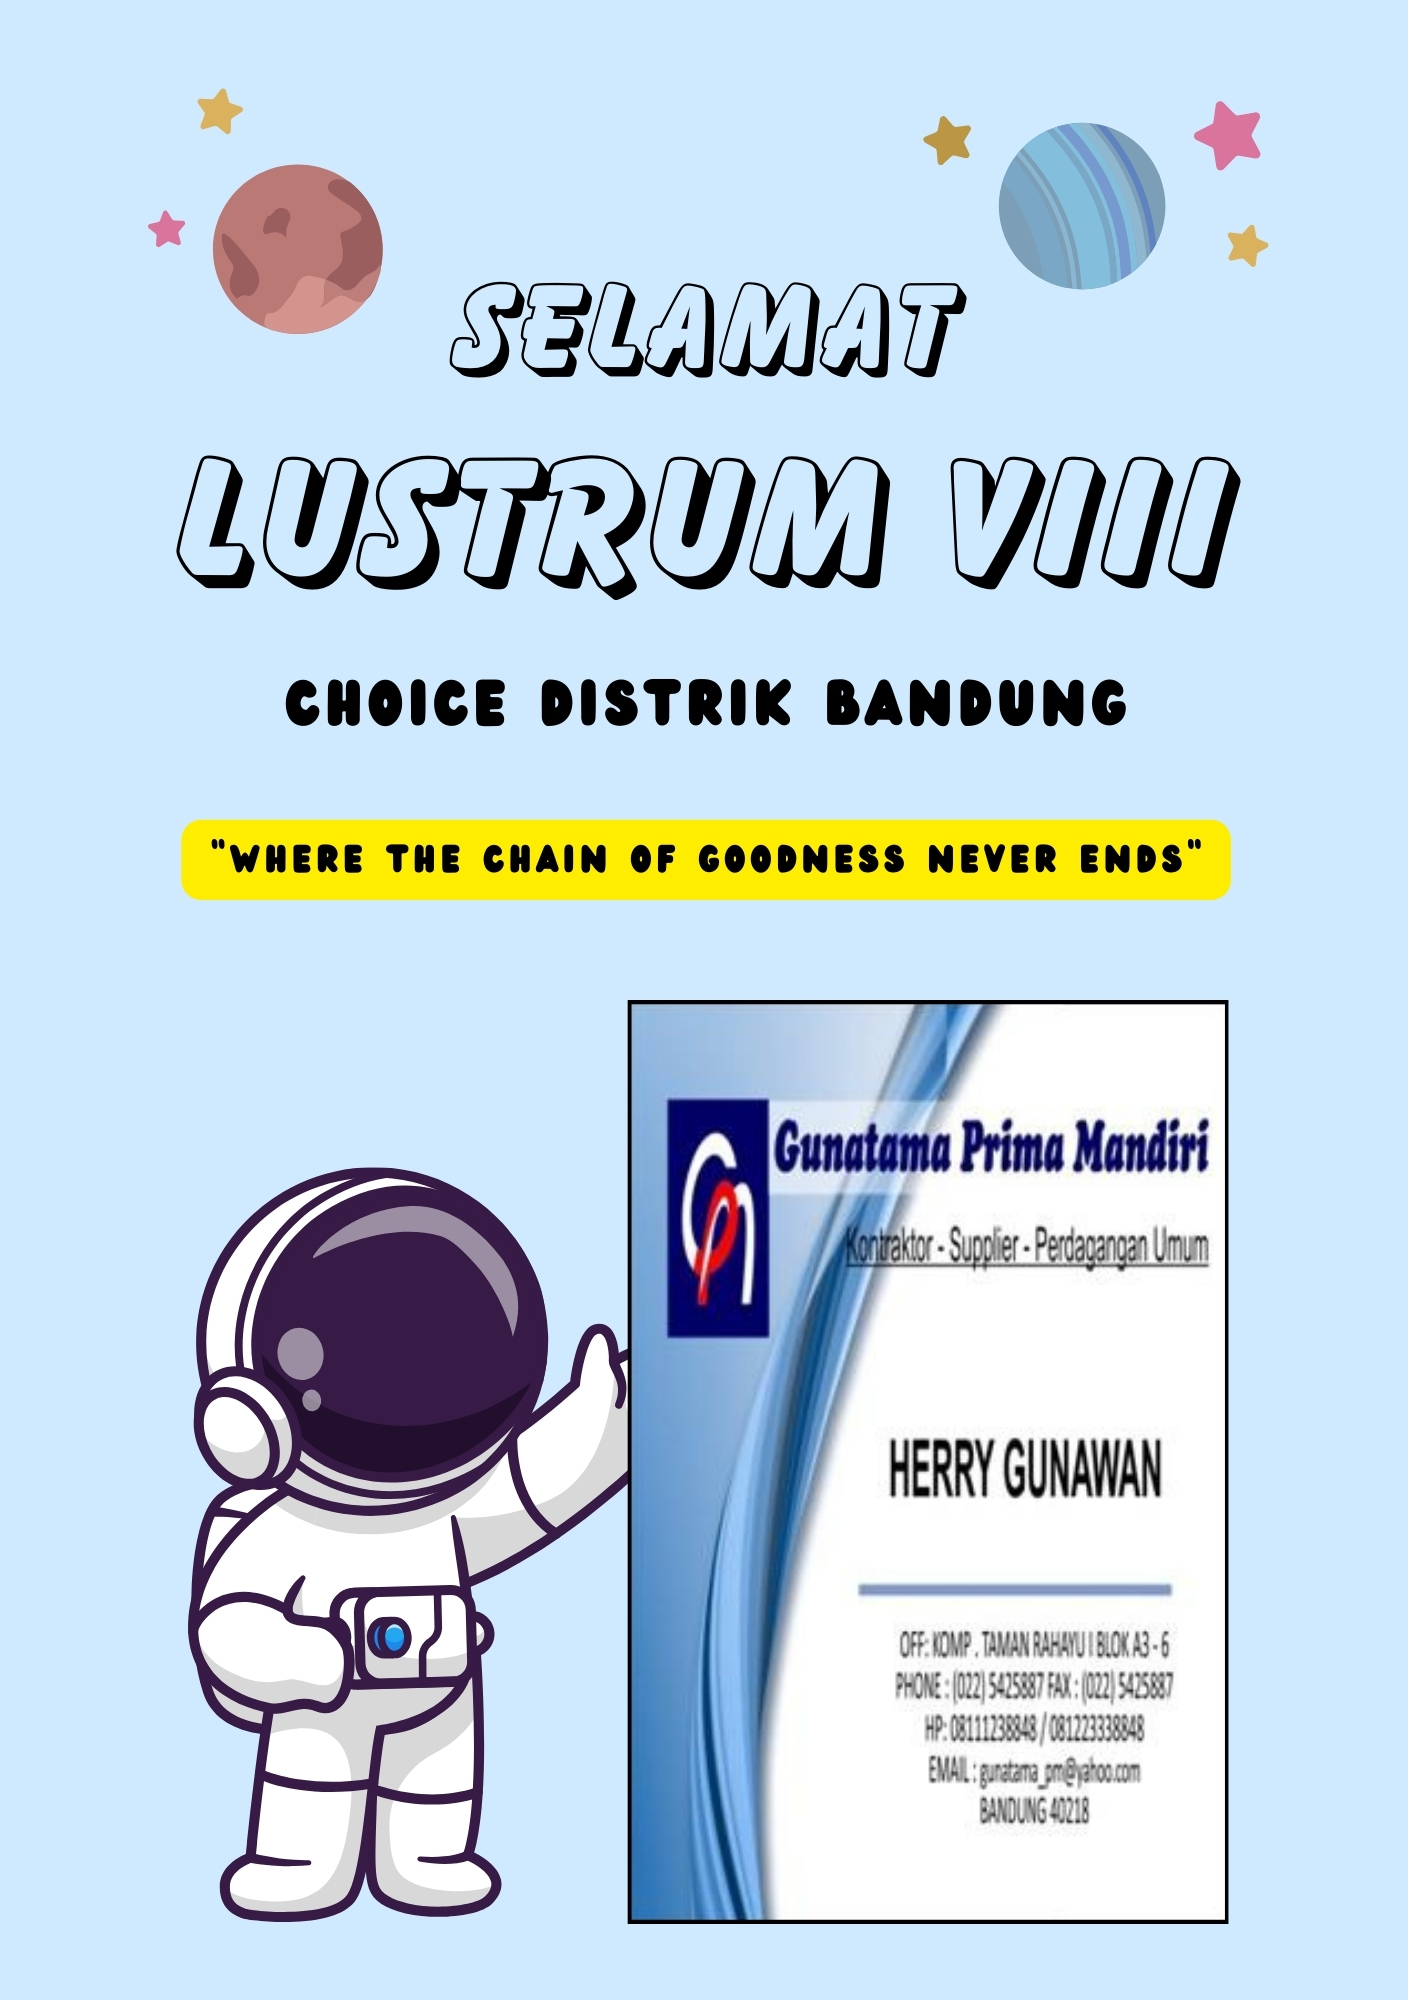 SELAMAT
LUSTRUM VIII
CHOICE DISTRIK BANDUNG
"WHERE THE CHAIN OF GOODNESS NEVER ENDS"
Gunatama Prima Mandiri
Kontraktor - Supplier - Perdagangan Umum
HERRY GUNAWAN
OFF: KOMP . TAMAN RAHAYU I BLOK A3 - 6
PHONE : (022) 5425887 FAX : (022) 5425887
HP: 08111238848 / 081223338848
EMAIL : gunatama_pm@yahoo.com
BANDUNG 40218